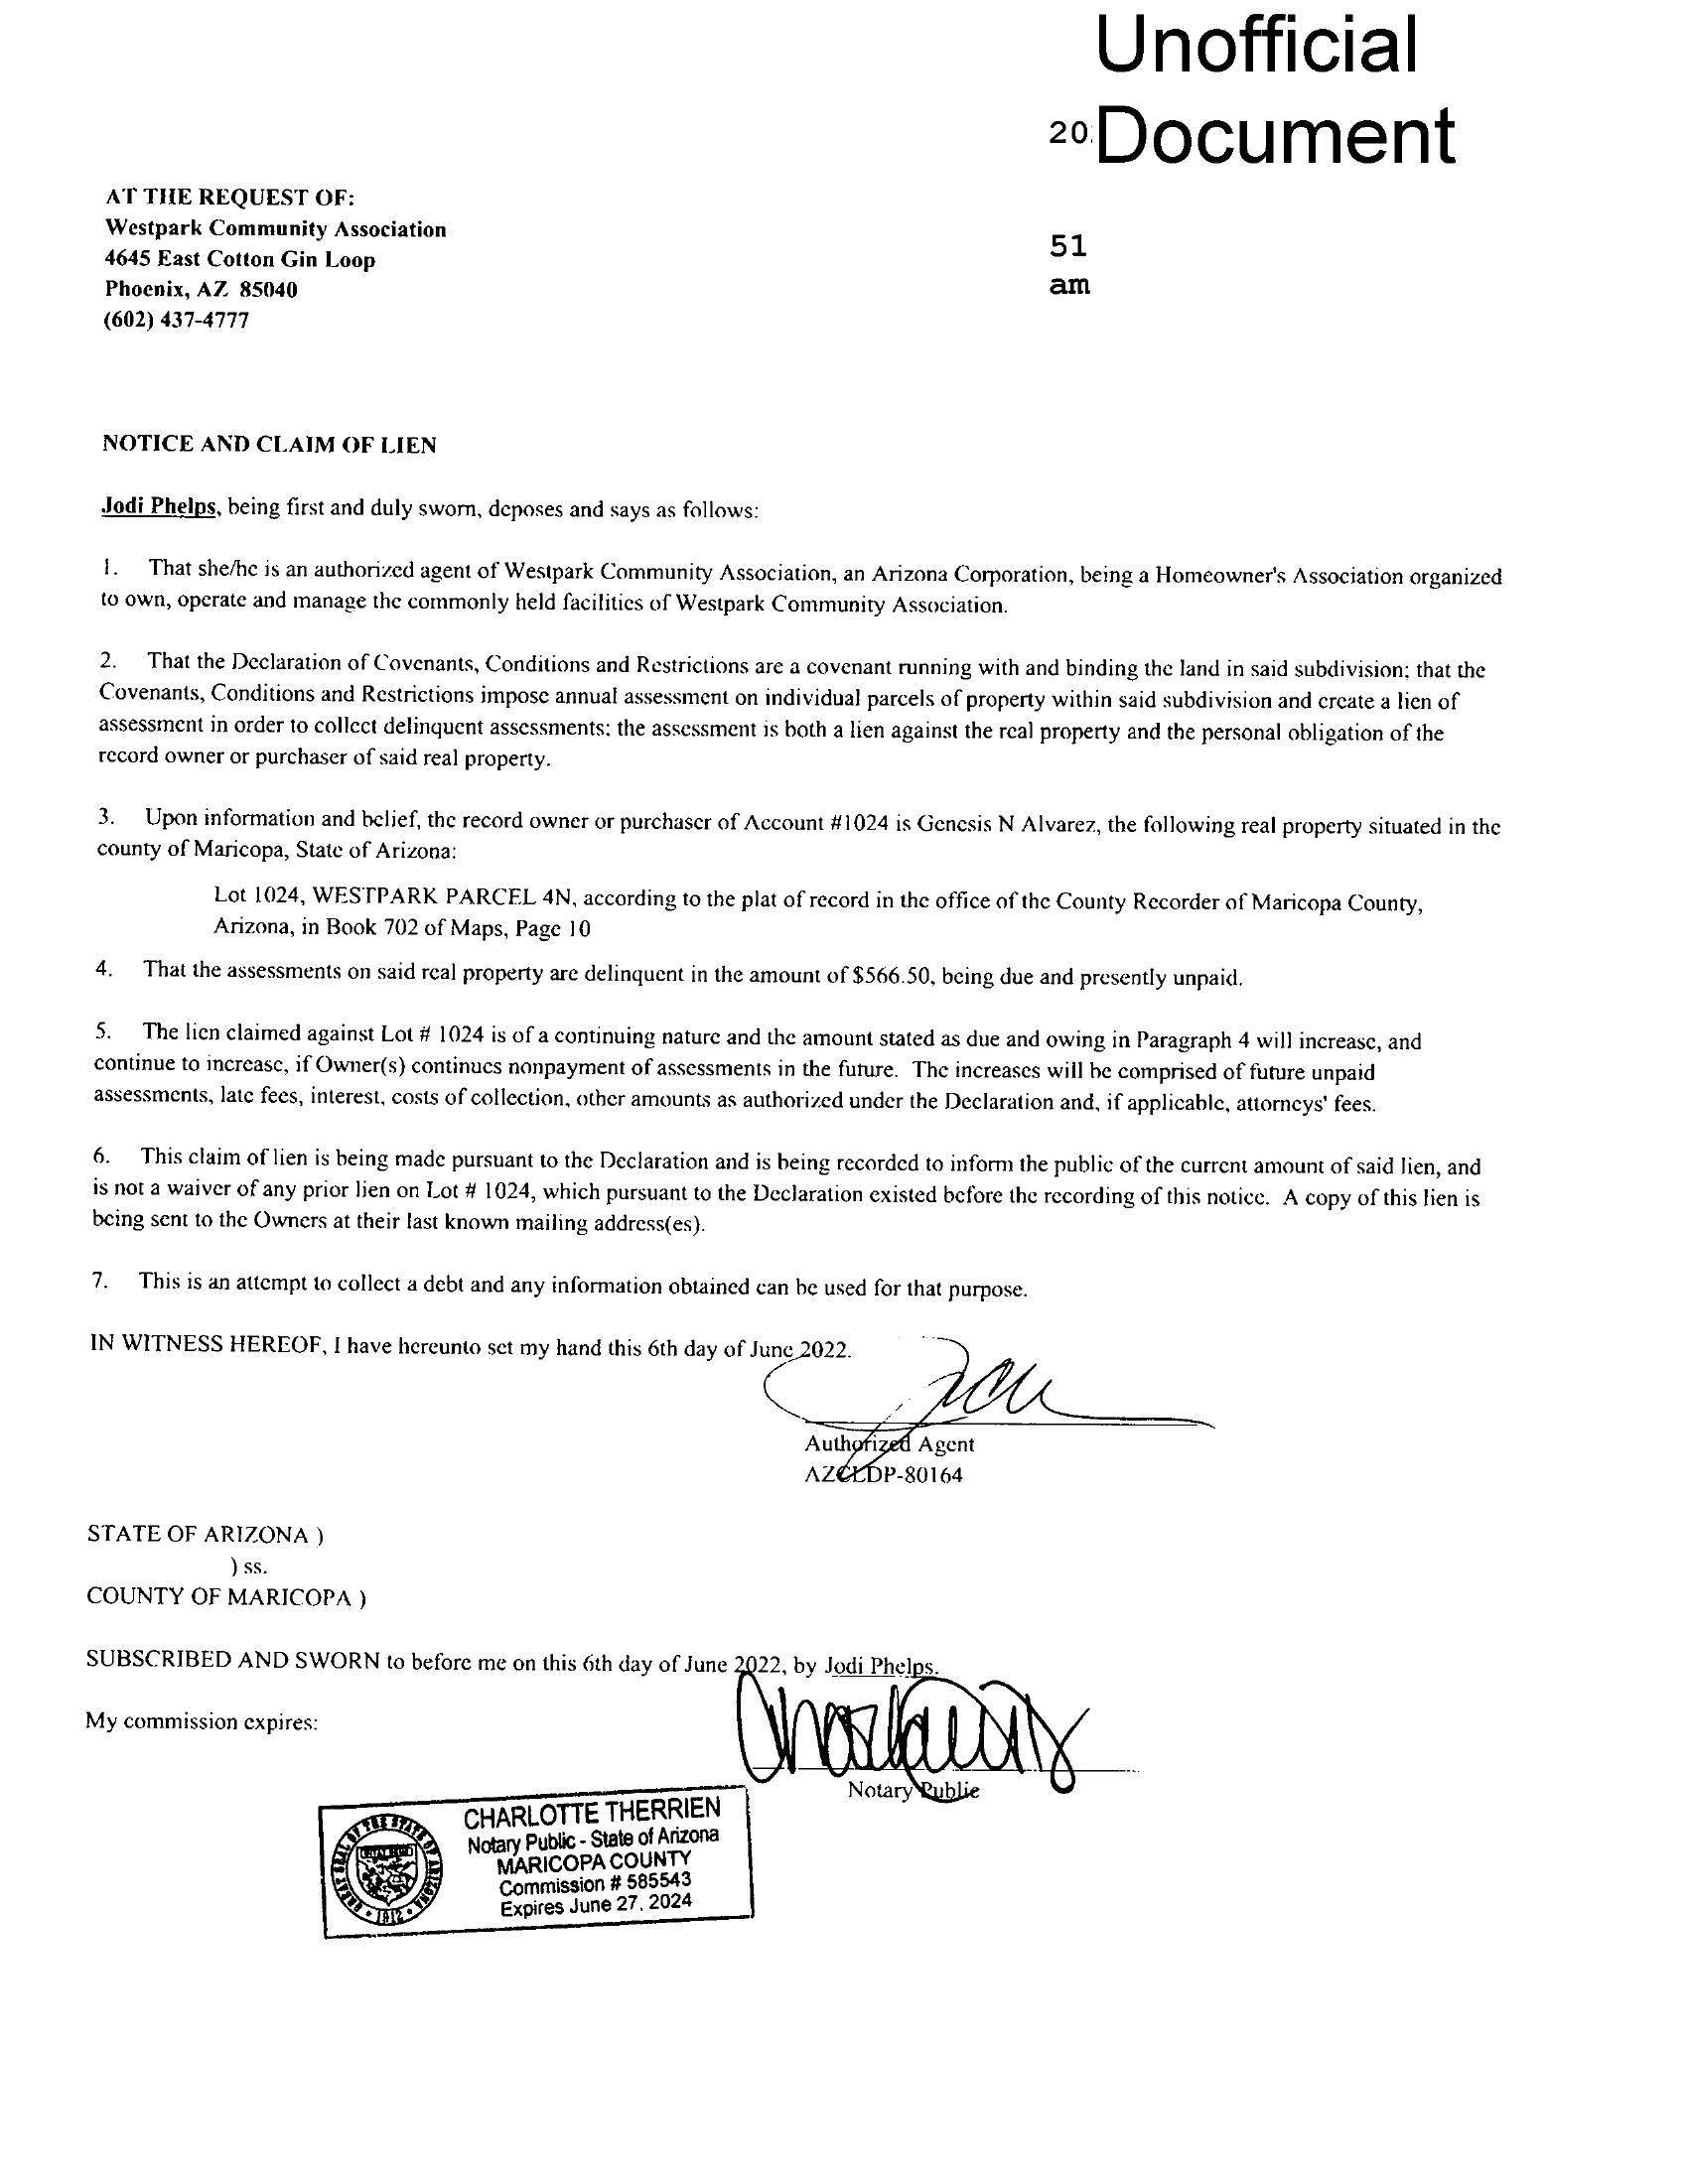 Unofficial
20 Document
AT THE REQUEST OF:
Westpark Community Association
4645 East Cotton Gin Loop
Phoenix, AZ 85040
(602) 437-4777
51
am
NOTICE AND CLAIM OF LIEN
Jodi Phelps, being first and duly sworn, deposes and says as follows:
1. That she/he is an authorized agent of Westpark Community Association, an Arizona Corporation, being a Homeowner's Association organized
to own, operate and manage the commonly held facilities of Westpark Community Association.
2. That the Declaration of Covenants, Conditions and Restrictions are a covenant running with and binding the land in said subdivision; that the
Covenants, Conditions and Restrictions impose annual assessment on individual parcels of property within said subdivision and create a lien of
assessment in order to collect delinquent assessments; the assessment is both a lien against the real property and the personal obligation of the
record owner or purchaser of said real property.
3. Upon information and belief, the record owner or purchaser of Account #1024 is Genesis N Alvarez, the following real property situated in the
county of Maricopa, State of Arizona:
Lot 1024, WESTPARK PARCEL 4N, according to the plat of record in the office of the County Recorder of Maricopa County,
Arizona, in Book 702 of Maps, Page 10
4. That the assessments on said real property are delinquent in the amount of $566.50, being due and presently unpaid.
5. The lien claimed against Lot # 1024 is of a continuing nature and the amount stated as due and owing in Paragraph 4 will increase, and
continue to increase, if Owner(s) continues nonpayment of assessments in the future. The increases will be comprised of future unpaid
assessments, late fees, interest, costs of collection, other amounts as authorized under the Declaration and, if applicable, attorneys' fees.
6. This claim of lien is being made pursuant to the Declaration and is being recorded to inform the public of the current amount of said lien, and
is not a waiver of any prior lien on Lot # 1024, which pursuant to the Declaration existed before the recording of this notice. A copy of this lien is
being sent to the Owners at their last known mailing address(es).
7. This is an attempt to collect a debt and any information obtained can be used for that purpose.
IN WITNESS HEREOF, I have hereunto set my hand this 6th day of June 2022.
Authorized Agent
AZCLDP-80164
STATE OF ARIZONA )
) ss.
COUNTY OF MARICOPA )
SUBSCRIBED AND SWORN to before me on this 6th day of June 2022, by Jodi Phelps.
My commission expires:
Notary Public
CHARLOTTE THERRIEN
Notary Public - State of Arizona
MARICOPA COUNTY
Commission # 585543
Expires June 27, 2024
GREAT SEAL OF THE STATE OF ARIZONA
1912